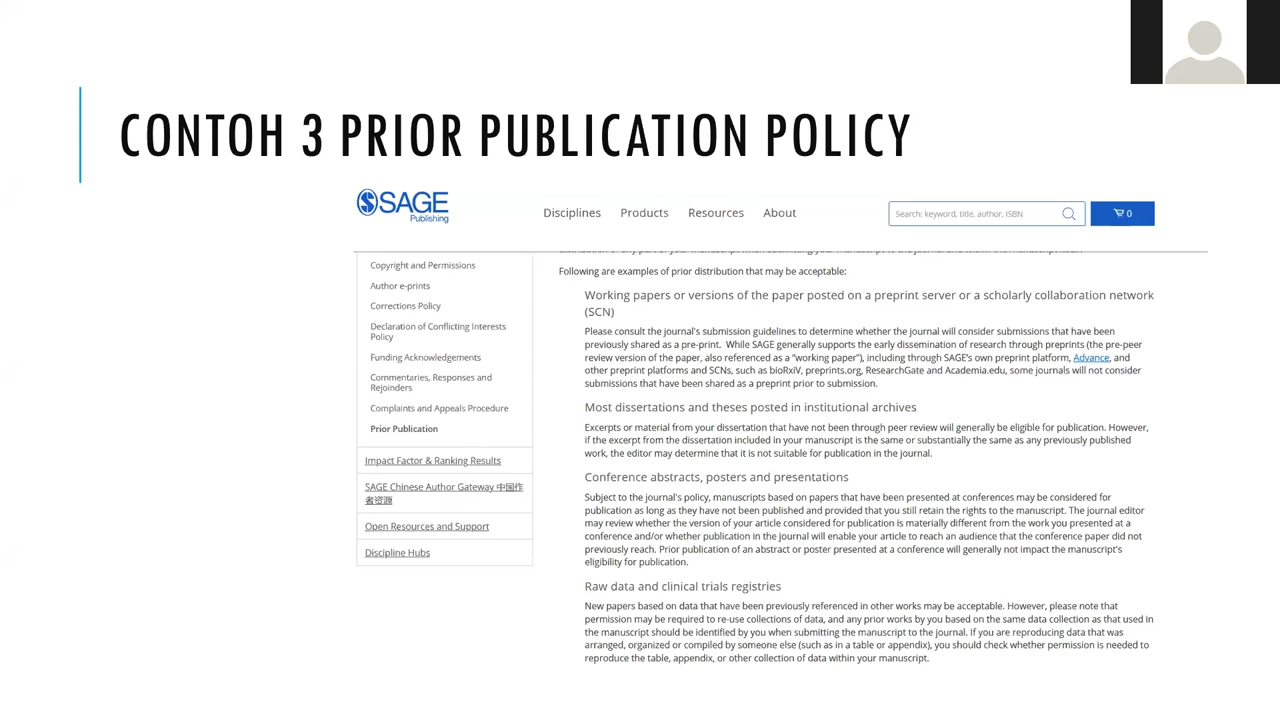 CONTOH 3 PRIOR PUBLICATION POLICY
SAGE
Publishing
Disciplines Products Resources About
Search: keyword, title, author, ISBN
0
Copyright and Permissions
Author e-prints
Corrections Policy
Declaration of Conflicting Interests
Policy
Funding Acknowledgements
Commentaries, Responses and
Rejoinders
Complaints and Appeals Procedure
Prior Publication
Impact Factor & Ranking Results
SAGE Chinese Author Gateway 中国作
者资源
Open Resources and Support
Discipline Hubs
Following are examples of prior distribution that may be acceptable:
Working papers or versions of the paper posted on a preprint server or a scholarly collaboration network
(SCN)
Please consult the journal's submission guidelines to determine whether the journal will consider submissions that have been
previously shared as a pre-print. While SAGE generally supports the early dissemination of research through preprints (the pre-peer
review version of the paper, also referenced as a "working paper"), including through SAGE's own preprint platform, Advance, and
other preprint platforms and SCNs, such as bioRxiV, preprints.org, ResearchGate and Academia.edu, some journals will not consider
submissions that have been shared as a preprint prior to submission.
Most dissertations and theses posted in institutional archives
Excerpts or material from your dissertation that have not been through peer review will generally be eligible for publication. However,
if the excerpt from the dissertation included in your manuscript is the same or substantially the same as any previously published
work, the editor may determine that it is not suitable for publication in the journal.
Conference abstracts, posters and presentations
Subject to the journal's policy, manuscripts based on papers that have been presented at conferences may be considered for
publication as long as they have not been published and provided that you still retain the rights to the manuscript. The journal editor
may review whether the version of your article considered for publication is materially different from the work you presented at a
conference and/or whether publication in the journal will enable your article to reach an audience that the conference paper did not
previously reach. Prior publication of an abstract or poster presented at a conference will generally not impact the manuscript's
eligibility for publication.
Raw data and clinical trials registries
New papers based on data that have been previously referenced in other works may be acceptable. However, please note that
permission may be required to re-use collections of data, and any prior works by you based on the same data collection as that used in
the manuscript should be identified by you when submitting the manuscript to the journal. If you are reproducing data that was
arranged, organized or compiled by someone else (such as in a table or appendix), you should check whether permission is needed to
reproduce the table, appendix, or other collection of data within your manuscript.